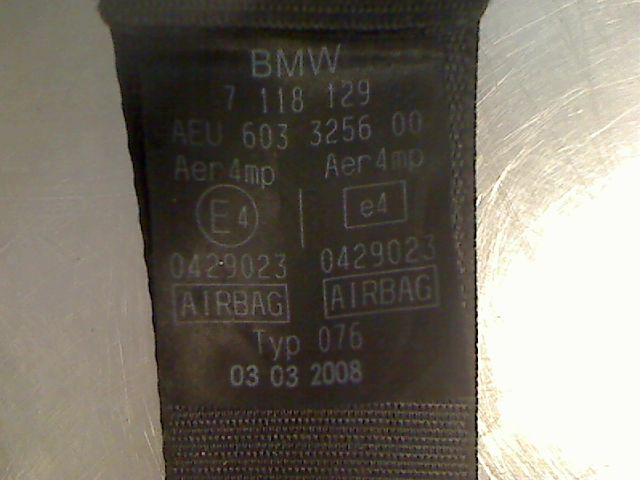 BMW
7 118 129
AEU 603 3256 00
Aer4mp Aer4mp
E4 e4
0429023 0429023
AIRBAG AIRBAG
Typ 076
03 03 2008